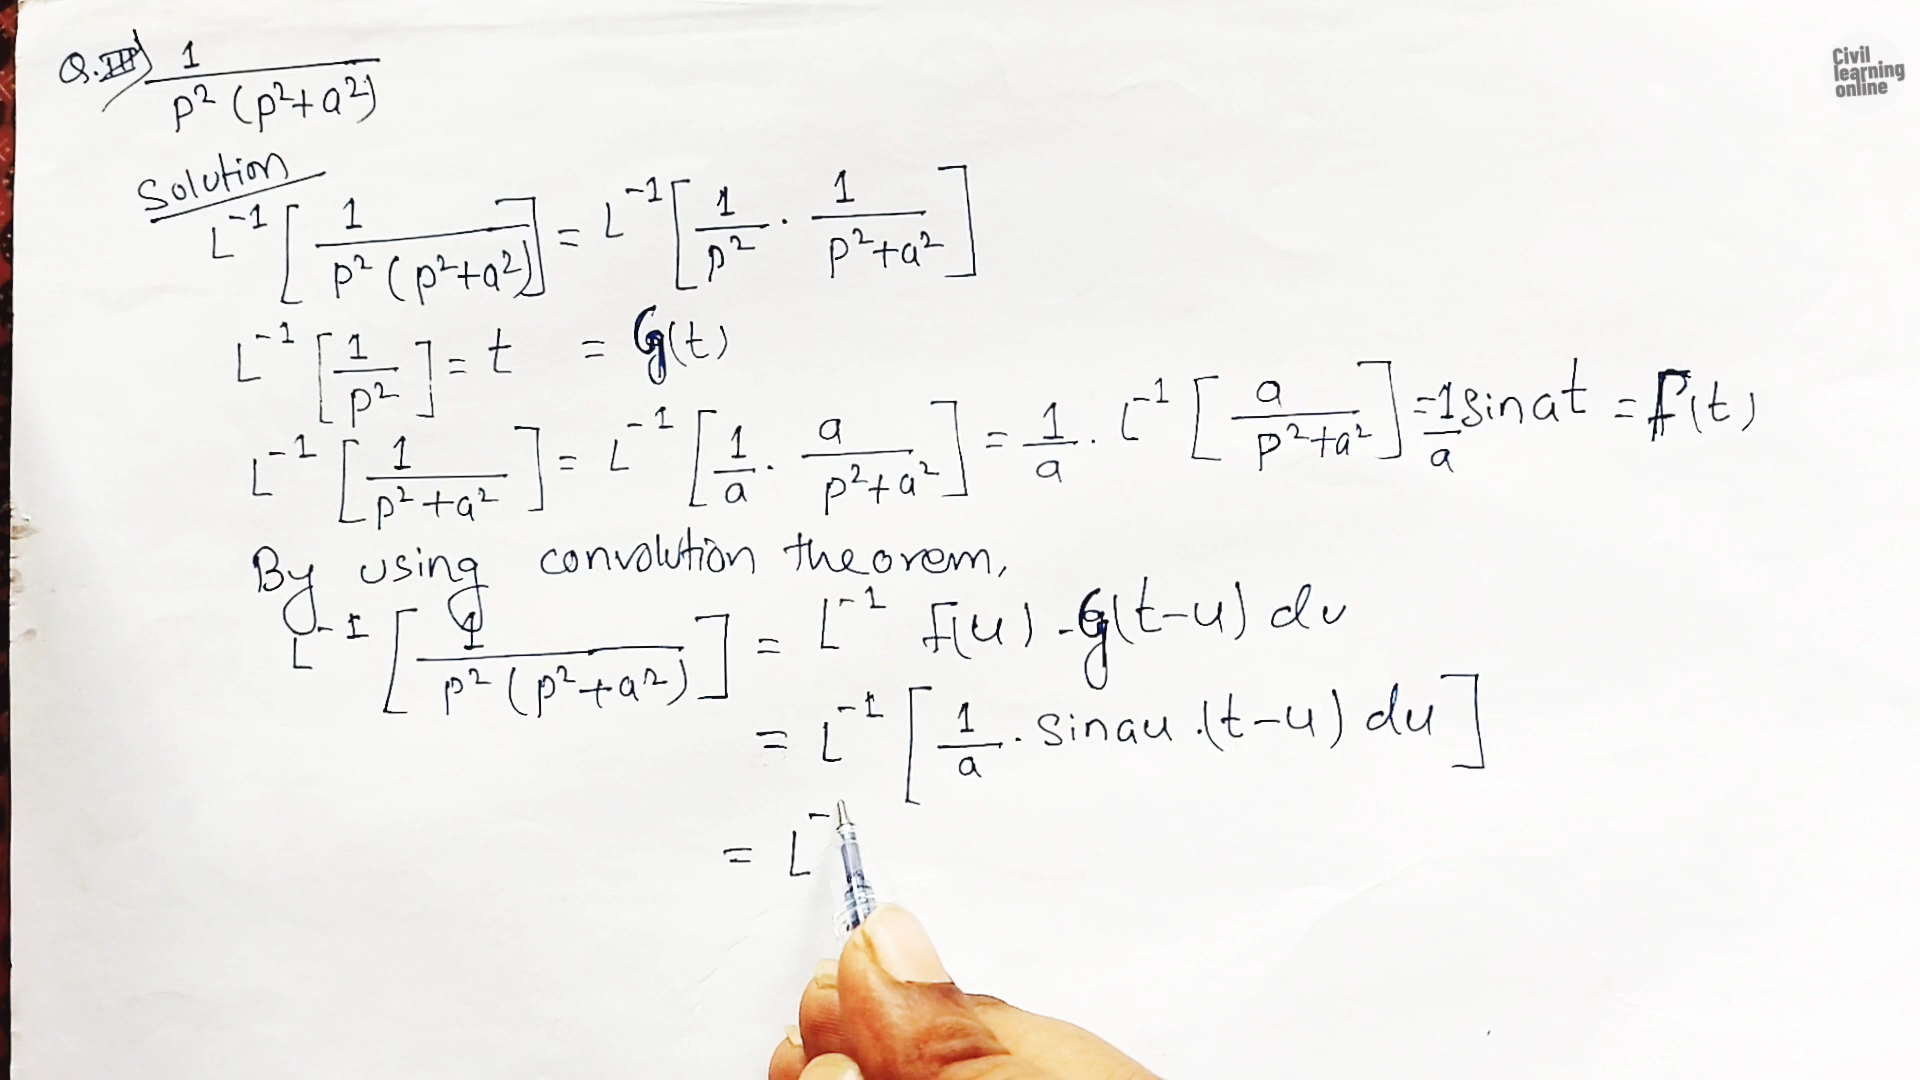 Q.III) 1/(p²(p²+a²))
Solution
L⁻¹[1/(p²(p²+a²))] = L⁻¹[1/p² · 1/(p²+a²)]
L⁻¹[1/p²] = t = G(t)
L⁻¹[1/(p²+a²)] = L⁻¹[1/a · a/(p²+a²)] = 1/a · L⁻¹[a/(p²+a²)] = 1/a sinat = F(t)
By using convolution theorem,
L⁻¹[1/(p²(p²+a²))] = L⁻¹ F(u) - G(t-u) du
= L⁻¹[1/a · sinau ·(t-u) du]
= L⁻
Civil
learning
online